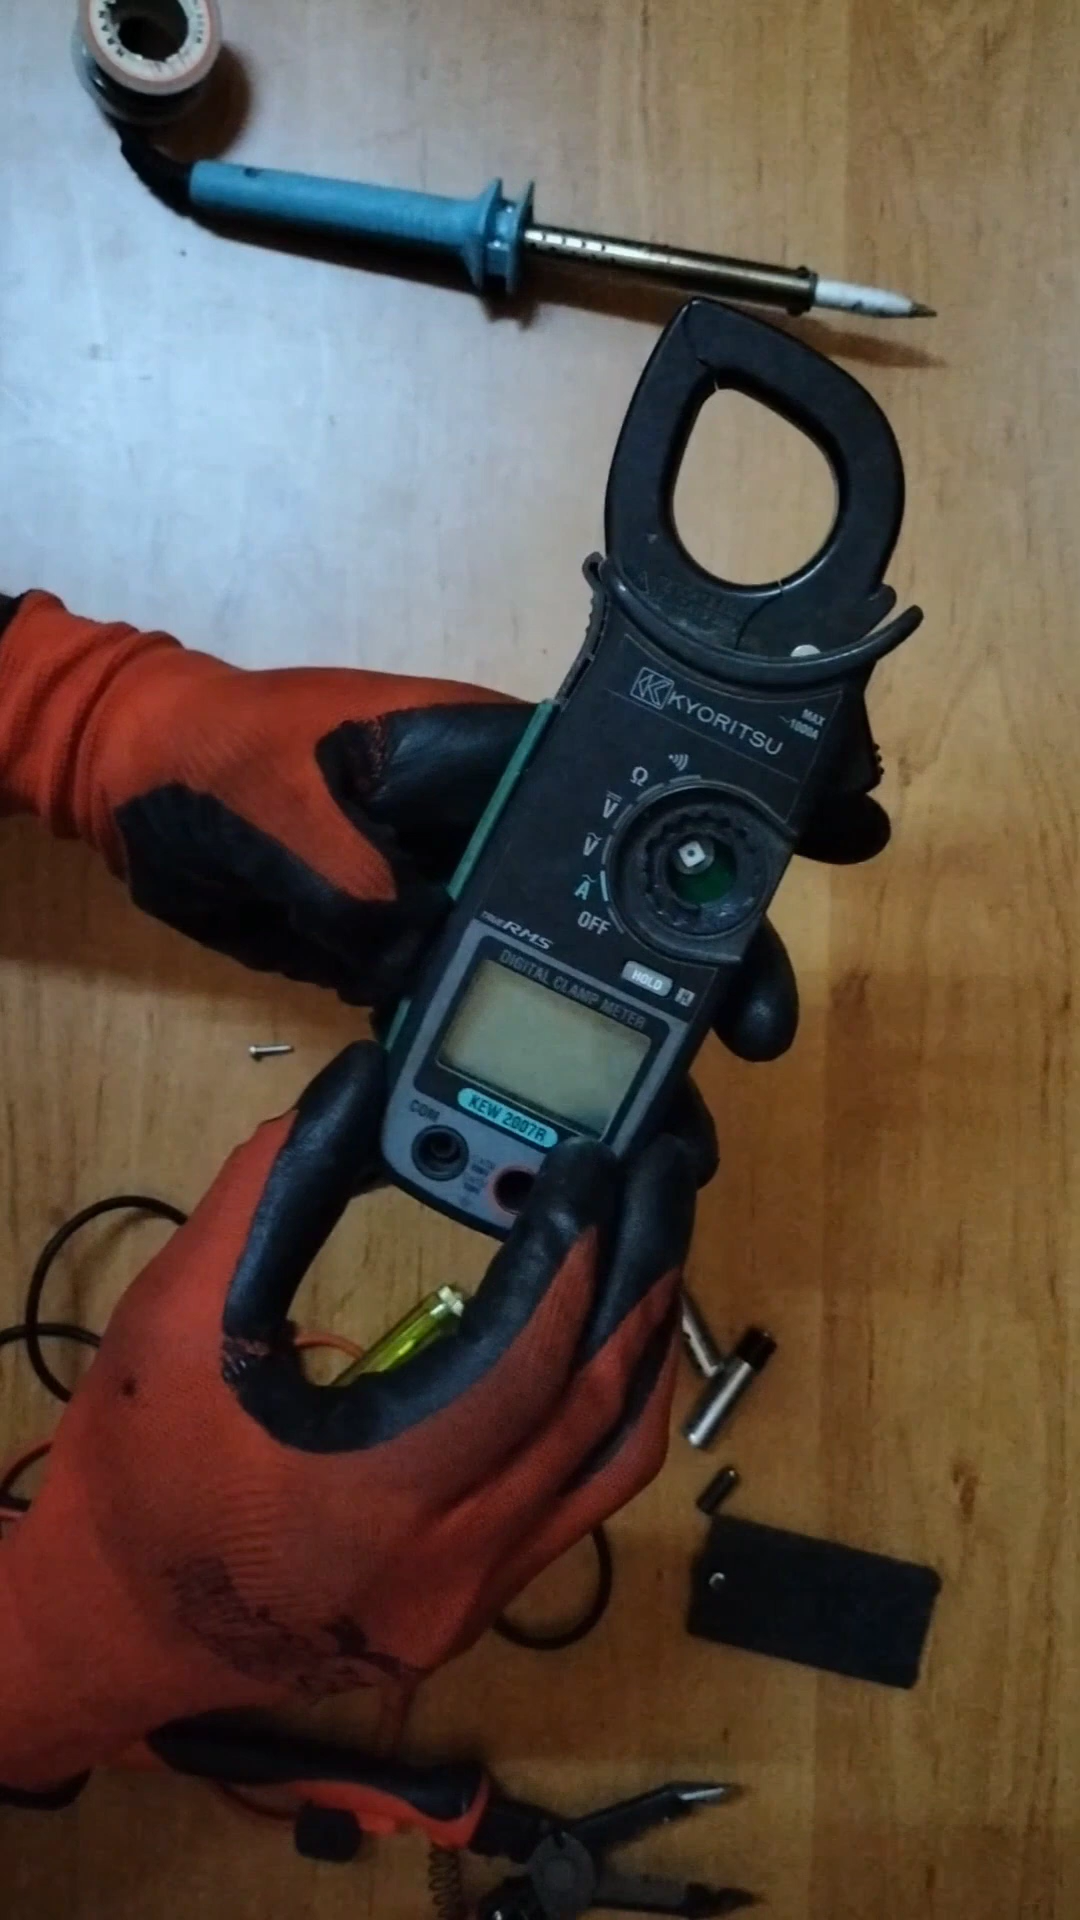 KYORITSU
MAX
~1000A
Ω
V
V
A
OFF
TRUE RMS
HOLD
H
DIGITAL CLAMP METER
KEW 2007R
COM